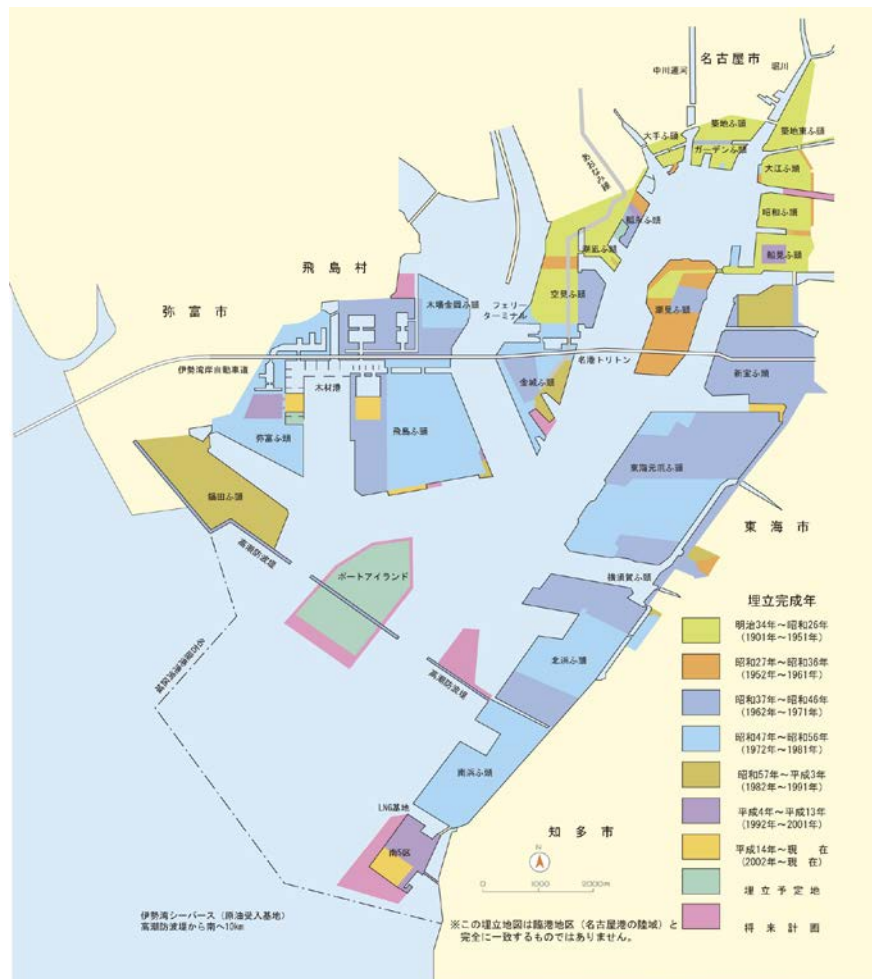 名古屋市
中川運河
堀川
築地ふ頭
大手ふ頭
築地東ふ頭
ガーデンふ頭
大江ふ頭
あおなみ線
稲永ふ頭
昭和ふ頭
潮凪ふ頭
船見ふ頭
飛島村
木場金岡ふ頭
フェリー
ターミナル
空見ふ頭
潮見ふ頭
弥富市
伊勢湾岸自動車道
木材港
金城ふ頭
名港トリトン
新宝ふ頭
弥富ふ頭
飛島ふ頭
東海元浜ふ頭
鍋田ふ頭
東海市
高潮防波堤
ポートアイランド
横須賀ふ頭
北浜ふ頭
高潮防波堤
名古屋港港湾区域
南浜ふ頭
LNG基地
南5区
知多市
埋立完成年
明治34年～昭和26年
(1901年～1951年)
昭和27年～昭和36年
(1952年～1961年)
昭和37年～昭和46年
(1962年～1971年)
昭和47年～昭和56年
(1972年～1981年)
昭和57年～平成3年
(1982年～1991年)
平成4年～平成13年
(1992年～2001年)
平成14年～現　在
(2002年～現　在)
埋立予定地
将来計画
N
0 1000 2000m
伊勢湾シーバース（原油受入基地）
高潮防波堤から南へ10km
※この埋立地図は臨港地区（名古屋港の陸域）と
完全に一致するものではありません。